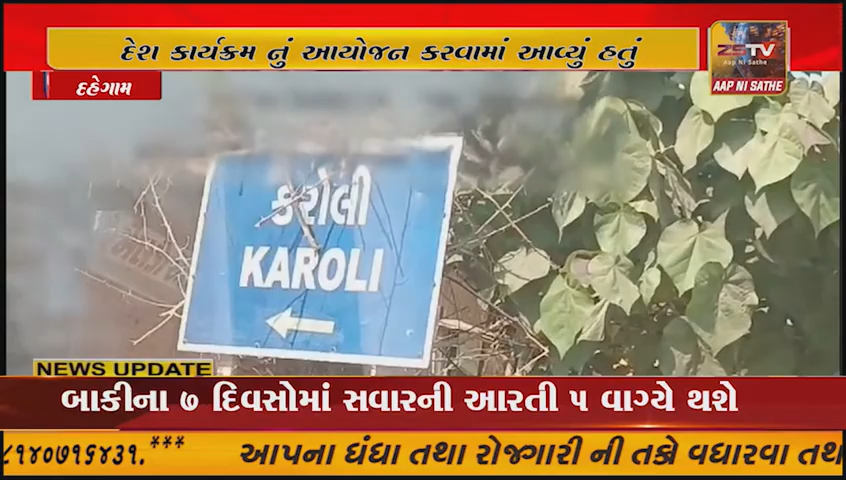 દેશ કાર્યક્રમ નું આયોજન કરવામાં આવ્યું હતું
ZSTV
Aap Ni Sathe
AAP NI SATHE
દહેગામ
કરોલી
KAROLI
NEWS UPDATE
બાકીના ૭ દિવસોમાં સવારની આરતી ૫ વાગ્યે થશે
૮૧૪૦૭૧૬૪૩૧.*** આપના ધંધા તથા રોજગારી ની તકો વધારવા તથ